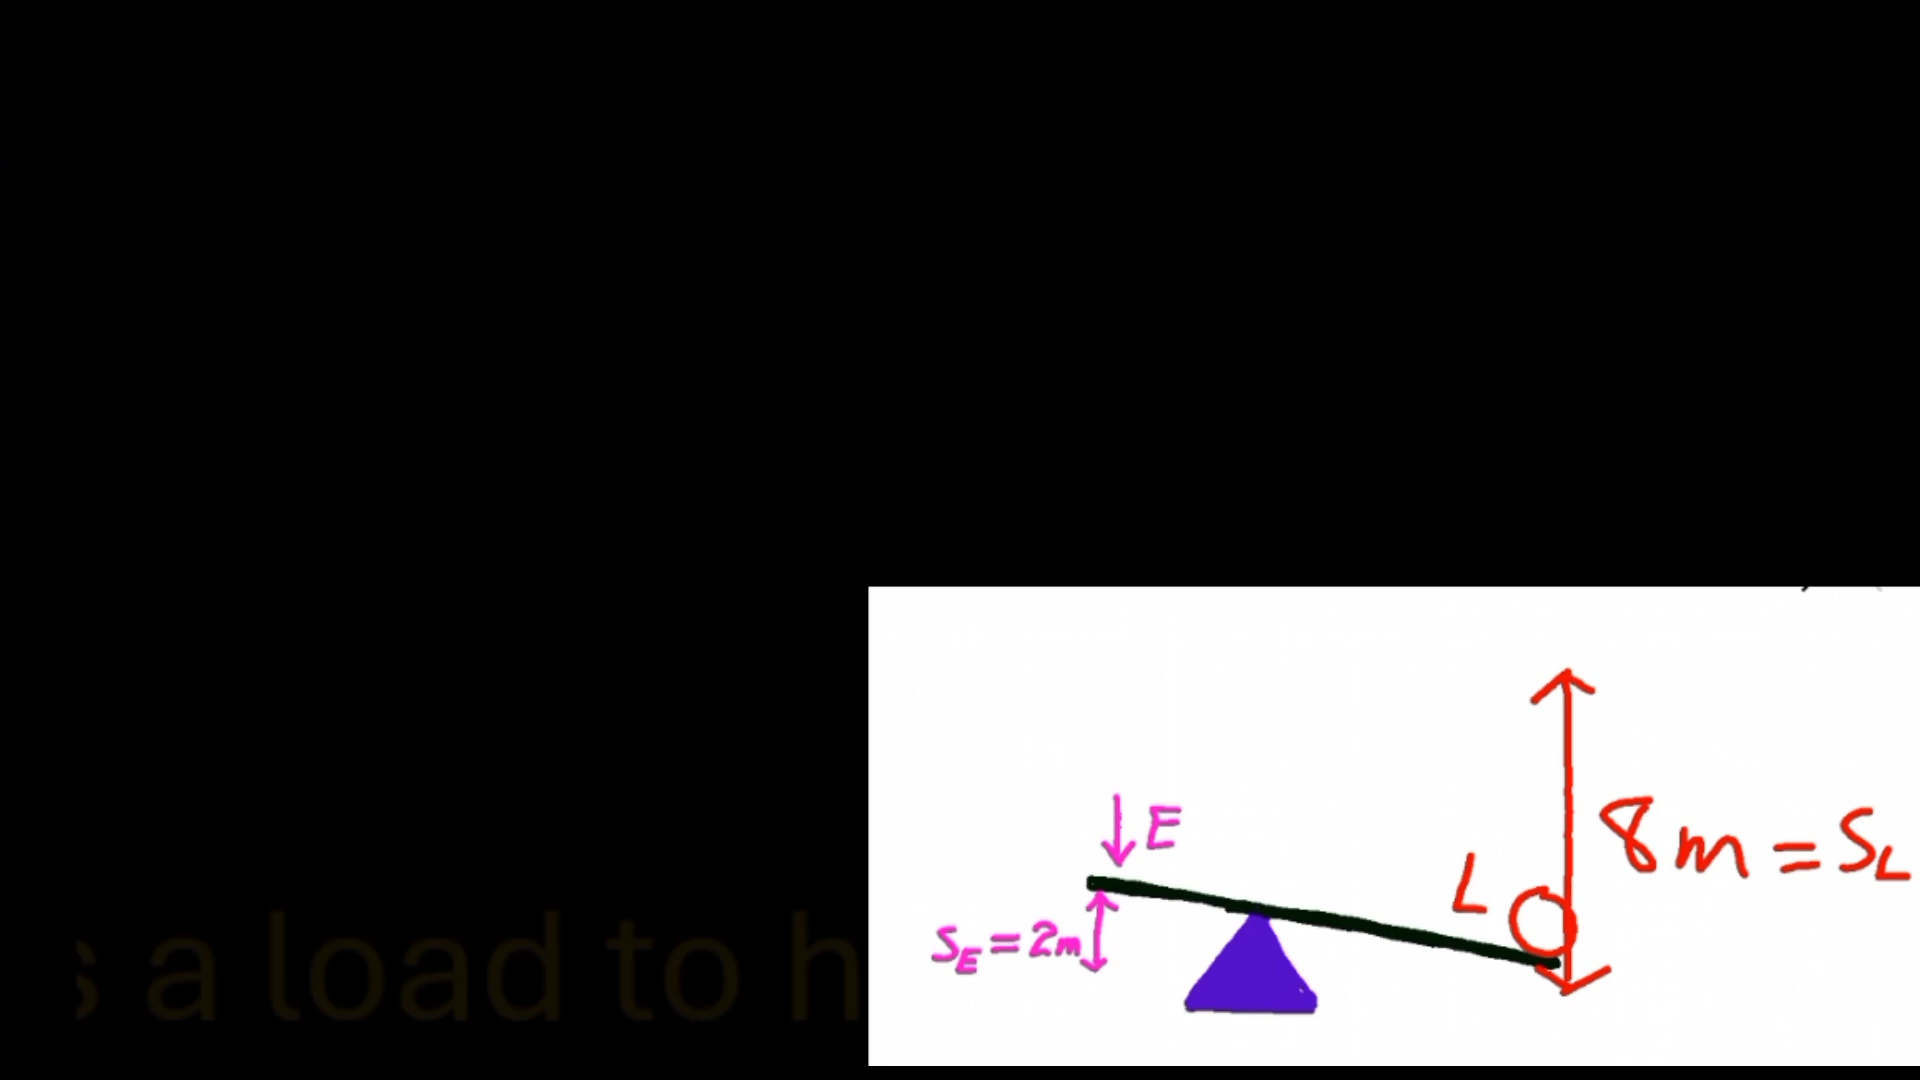 E
L
8m = S_L
S_E = 2m
a load to h